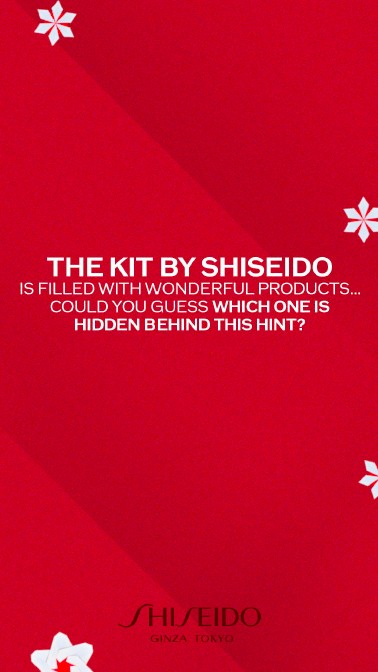 THE KIT BY SHISEIDO
IS FILLED WITH WONDERFUL PRODUCTS...
COULD YOU GUESS WHICH ONE IS
HIDDEN BEHIND THIS HINT?
SHISEIDO
GINZA TOKYO